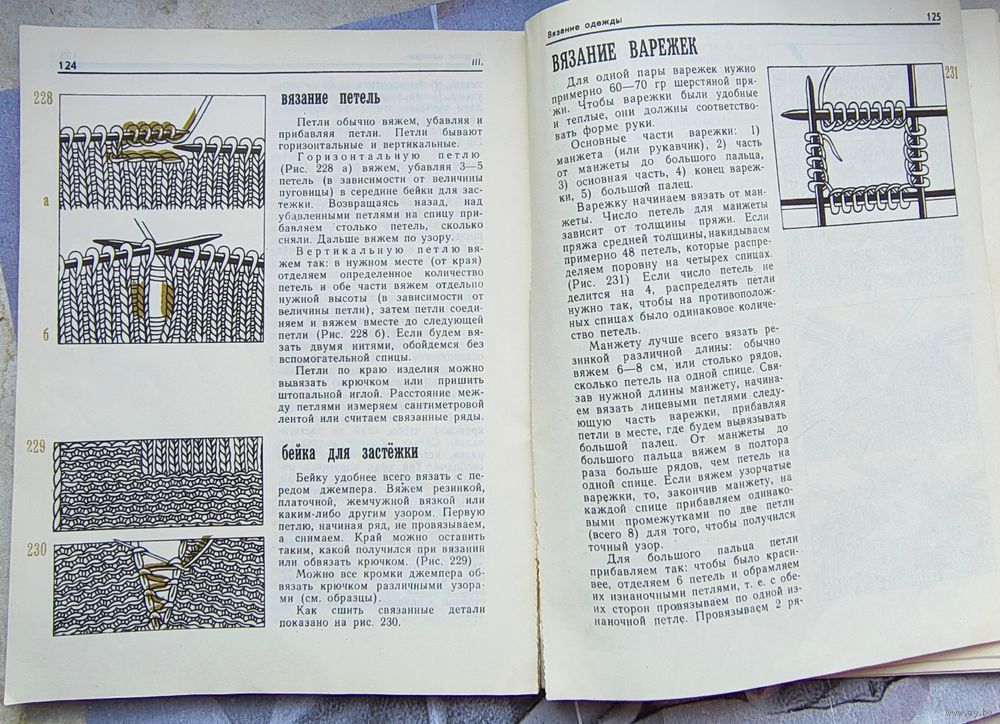 124
III.
228
а
б
229
230
вязание петель
Петли обычно вяжем, убавляя и
прибавляя петли. Петли бывают
горизонтальные и вертикальные.
Горизонтальную петлю
(Рис. 228 а) вяжем, убавляя 3—5
петель (в зависимости от величины
пуговицы) в середине бейки для зас-
тежки. Возвращаясь назад, над
убавленными петлями на спицу при-
бавляем столько петель, сколько
сняли. Дальше вяжем по узору.
Вертикальную петлю вя-
жем так: в нужном месте (от края)
отделяем определенное количество
петель и обе части вяжем отдельно
нужной высоты (в зависимости от
величины петли), затем петли соеди-
няем и вяжем вместе до следующей
петли (Рис. 228 б). Если будем вя-
зать двумя нитями, обойдемся без
вспомогательной спицы.
Петли по краю изделия можно
вывязать крючком или пришить
штопальной иглой. Расстояние меж-
ду петлями измеряем сантиметровой
лентой или считаем связанные ряды.
бейка для застёжки
Бейку удобнее всего вязать с пе-
редом джемпера. Вяжем резинкой,
платочной, жемчужной вязкой или
каким-либо другим узором. Первую
петлю, начиная ряд, не провязываем,
а снимаем. Край можно оставить
таким, какой получился при вязании
или обвязать крючком. (Рис. 229)
Можно все кромки джемпера об-
вязать крючком различными узора-
ми (см. образцы).
Как сшить связанные детали
показано на рис. 230.
Вязание одежды
125
ВЯЗАНИЕ ВАРЕЖЕК
231
Для одной пары варежек нужно
примерно 60—70 гр шерстяной пря-
жи. Чтобы варежки были удобные
и теплые, они должны соответство-
вать форме руки.
Основные части варежки: 1)
манжета (или рукавчик), 2) часть
от манжеты до большого пальца,
3) основная часть, 4) конец вареж-
ки, 5) большой палец.
Варежку начинаем вязать от ман-
жеты. Число петель для манжеты
зависит от толщины пряжи. Если
пряжа средней толщины, накидываем
примерно 48 петель, которые распре-
деляем поровну на четырех спицах.
(Рис. 231) Если число петель не
делится на 4, распределять петли
нужно так, чтобы на противополож-
ных спицах было одинаковое количе-
ство петель.
Манжету лучше всего вязать ре-
зинкой различной длины: обычно
вяжем 6—8 см, или столько рядов,
сколько петель на одной спице. Свя-
зав нужной длины манжету, начина-
ем вязать лицевыми петлями следу-
ющую часть варежки, прибавляя
петли в месте, где будем вывязывать
большой палец. От манжеты до
большого пальца вяжем в полтора
раза больше рядов, чем петель на
одной спице. Если вяжем узорчатые
варежки, то, закончив манжету, на
каждой спице прибавляем одинако-
выми промежутками по две петли
(всего 8) для того, чтобы получился
точный узор.
Для большого пальца петли
прибавляем так: чтобы было краси-
вее, отделяем 6 петель и обрамляем
их изнаночными петлями, т. е. с обе-
их сторон провязываем по одной из-
наночной петле. Провязываем 2 ря-
www.ay.by